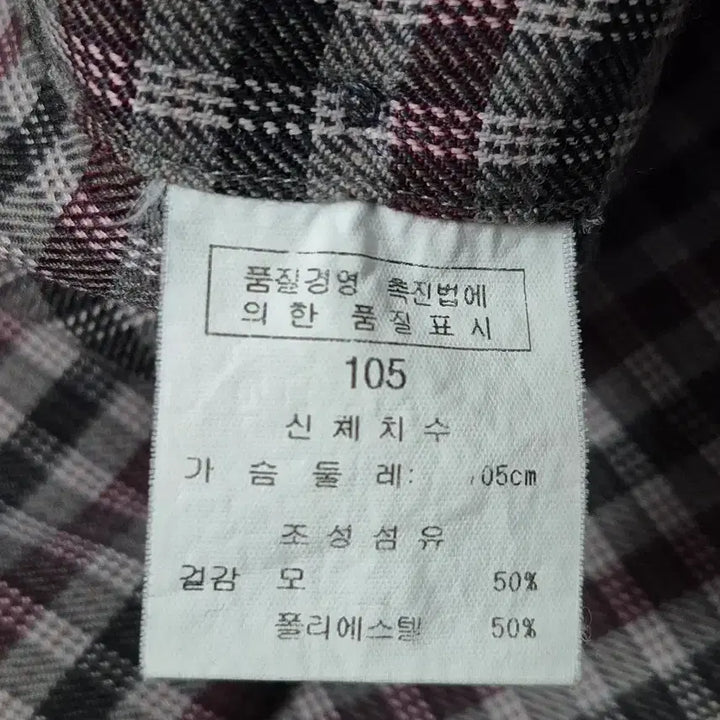 품질경영 촉진법에
의 한 품 질 표 시
105
신 체 치 수
가 슴 둘 레: 05cm
조 성 섬 유
겉감 모 50%
폴리에스텔 50%